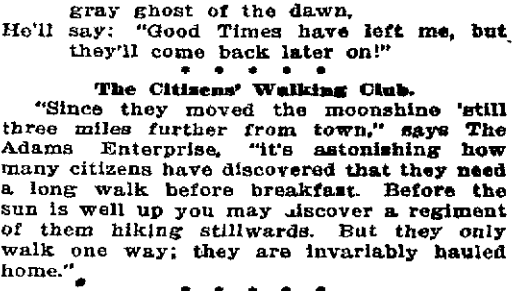 gray ghost of the dawn,
He'll say: "Good Times have left me, but
they'll come back later on!"
* * * * *
The Citizens' Walking Club.
"Since they moved the moonshine 'still
three miles further from town," says The
Adams Enterprise, "it's astonishing how
many citizens have discovered that they need
a long walk before breakfast. Before the
sun is well up you may discover a regiment
of them hiking stillwards. But they only
walk one way; they are invariably hauled
home."
* * * * *